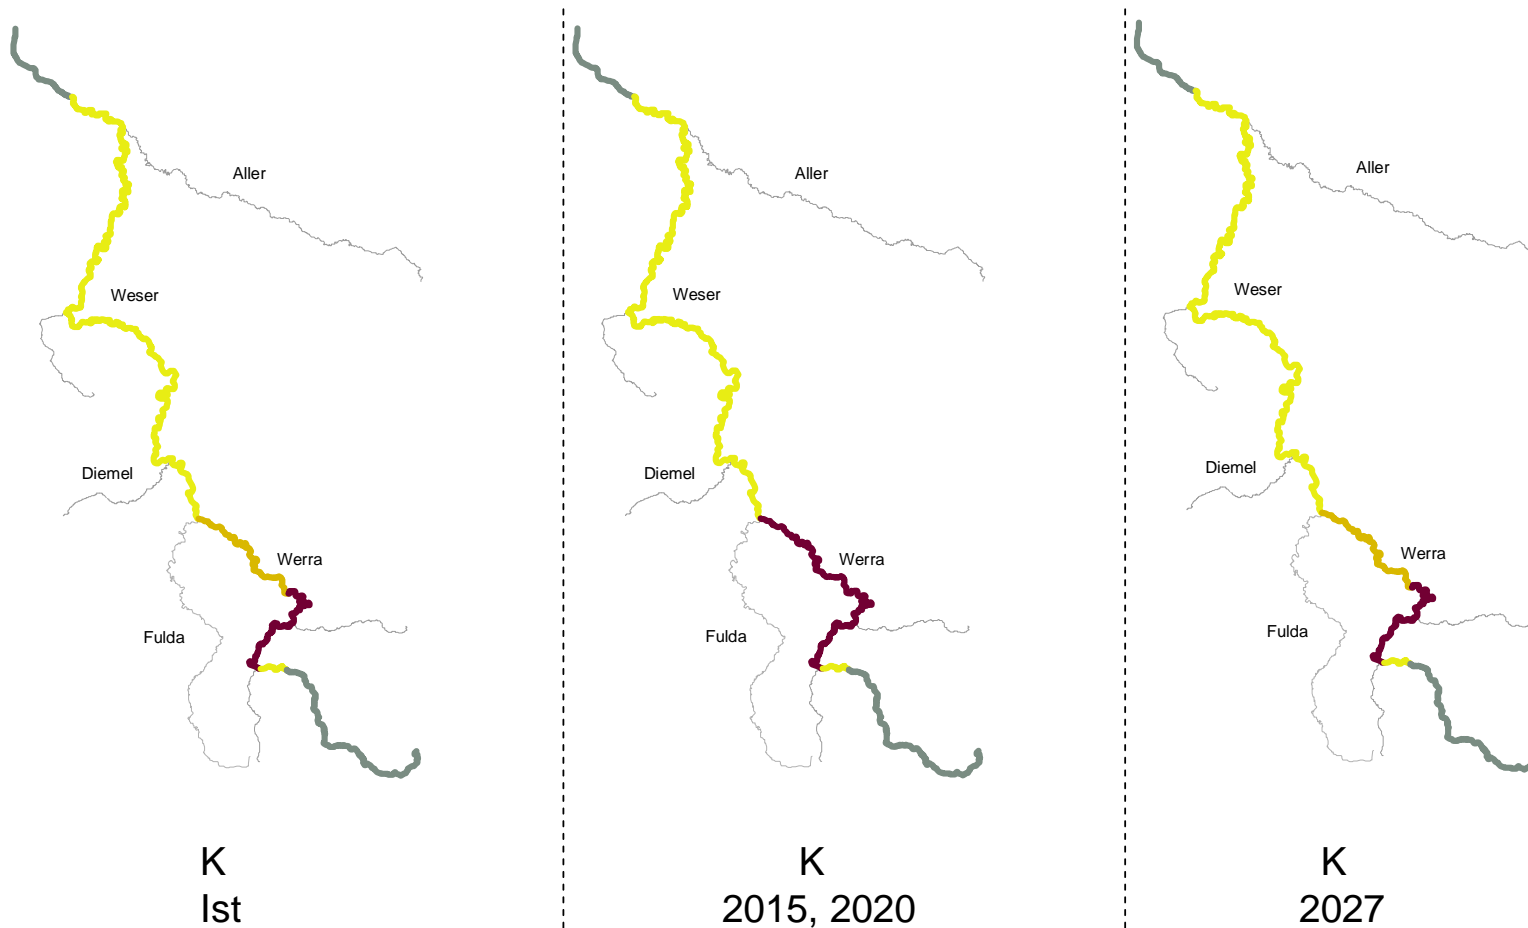 Aller
Weser
Diemel
Werra
Fulda
K
Ist
Aller
Weser
Diemel
Werra
Fulda
K
2015, 2020
Aller
Weser
Diemel
Werra
Fulda
K
2027